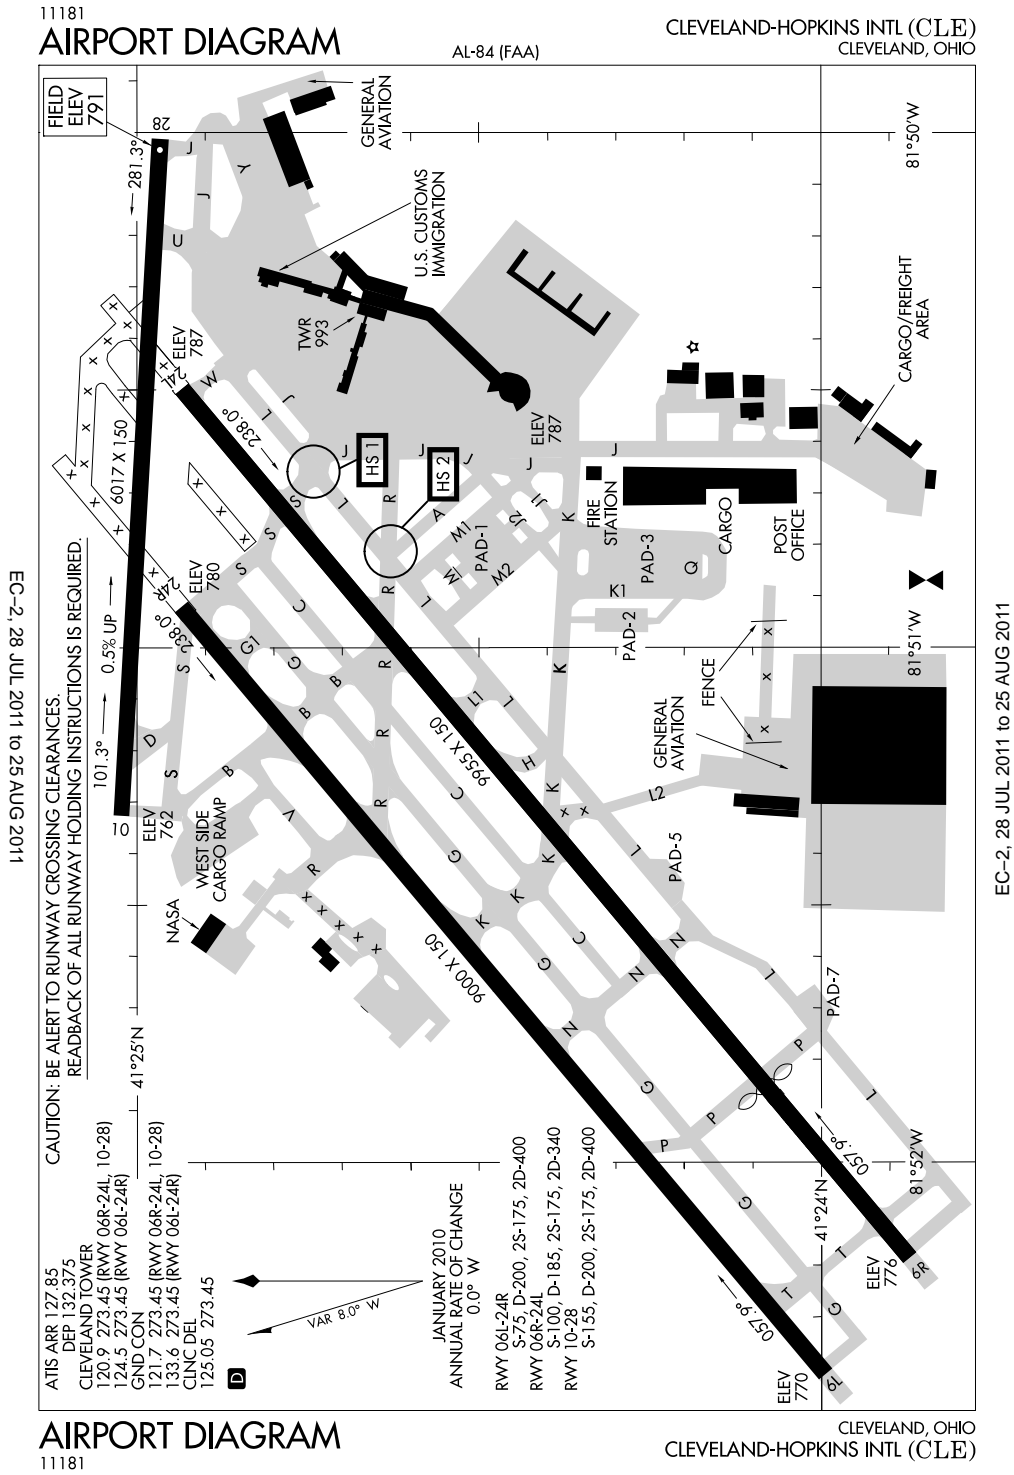 11181
AIRPORT DIAGRAM
AL-84 (FAA)
CLEVELAND-HOPKINS INTL (CLE)
CLEVELAND, OHIO
FIELD
ELEV
791
28
281.3°
GENERAL
AVIATION
81°50'W
J
Y
J
U
U.S. CUSTOMS
IMMIGRATION
TWR
993
CARGO/FREIGHT
AREA
ELEV
787
24L
W
J
L
238.0°
6017 X 150
HS 1
HS 2
J
J
J
J
J
ELEV
787
S
L
R
A
M1
PAD-1
J2
J1
K
FIRE
STATION
CARGO
POST
OFFICE
S
S
24R
ELEV
780
238.0°
C
R
M
M2
L
PAD-3
Q
K1
PAD-2
0.5% UP
101.3°
S
G1
G
B
B
R
L1
L
K
81°51'W
FENCE
GENERAL
AVIATION
D
S
B
R
9955 X 150
H
K
L2
10
ELEV
762
V
R
C
G
K
L
PAD-5
WEST SIDE
CARGO RAMP
NASA
R
K
K
C
G
N
N
N
L
PAD-7
9000 X 150
CAUTION: BE ALERT TO RUNWAY CROSSING CLEARANCES.
READBACK OF ALL RUNWAY HOLDING INSTRUCTIONS IS REQUIRED.
41°25'N
G
P
P
P
L
057.9°
81°52'W
41°24'N
G
T
T
G
ELEV
776
6R
057.9°
ELEV
770
6L
ATIS ARR 127.85
DEP 132.375
CLEVELAND TOWER
120.9 273.45 (RWY 06R-24L, 10-28)
124.5 273.45 (RWY 06L-24R)
GND CON
121.7 273.45 (RWY 06R-24L, 10-28)
133.6 273.45 (RWY 06L-24R)
CLNC DEL
125.05 273.45
D
VAR 8.0° W
JANUARY 2010
ANNUAL RATE OF CHANGE
0.0° W
RWY 06L-24R
S-75, D-200, 2S-175, 2D-400
RWY 06R-24L
S-100, D-185, 2S-175, 2D-340
RWY 10-28
S-155, D-200, 2S-175, 2D-400
EC-2, 28 JUL 2011 to 25 AUG 2011
EC-2, 28 JUL 2011 to 25 AUG 2011
AIRPORT DIAGRAM
11181
CLEVELAND, OHIO
CLEVELAND-HOPKINS INTL (CLE)